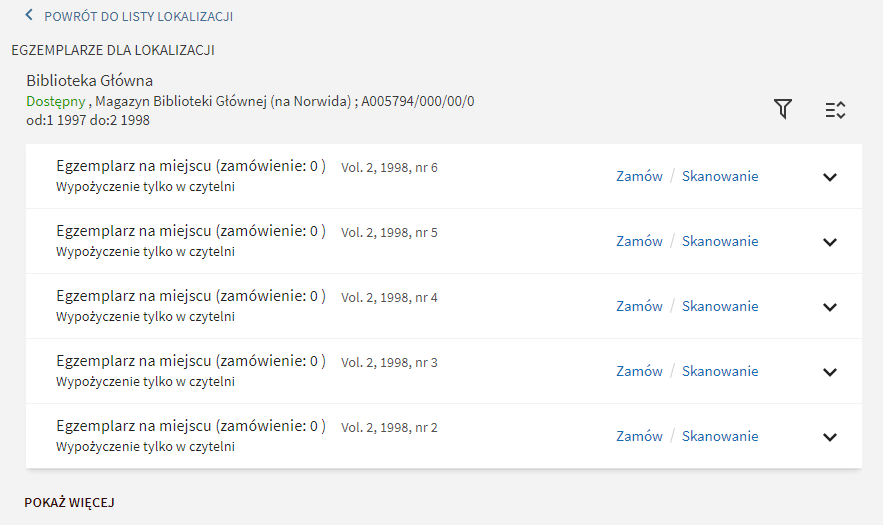 POWRÓT DO LISTY LOKALIZACJI
EGZEMPLARZE DLA LOKALIZACJI
Biblioteka Główna
Dostępny , Magazyn Biblioteki Głównej (na Norwida) ; A005794/000/00/0
od:1 1997 do:2 1998
Egzemplarz na miejscu (zamówienie: 0 ) Vol. 2, 1998, nr 6 Zamów / Skanowanie
Wypożyczenie tylko w czytelni
Egzemplarz na miejscu (zamówienie: 0 ) Vol. 2, 1998, nr 5 Zamów / Skanowanie
Wypożyczenie tylko w czytelni
Egzemplarz na miejscu (zamówienie: 0 ) Vol. 2, 1998, nr 4 Zamów / Skanowanie
Wypożyczenie tylko w czytelni
Egzemplarz na miejscu (zamówienie: 0 ) Vol. 2, 1998, nr 3 Zamów / Skanowanie
Wypożyczenie tylko w czytelni
Egzemplarz na miejscu (zamówienie: 0 ) Vol. 2, 1998, nr 2 Zamów / Skanowanie
Wypożyczenie tylko w czytelni
POKAŻ WIĘCEJ